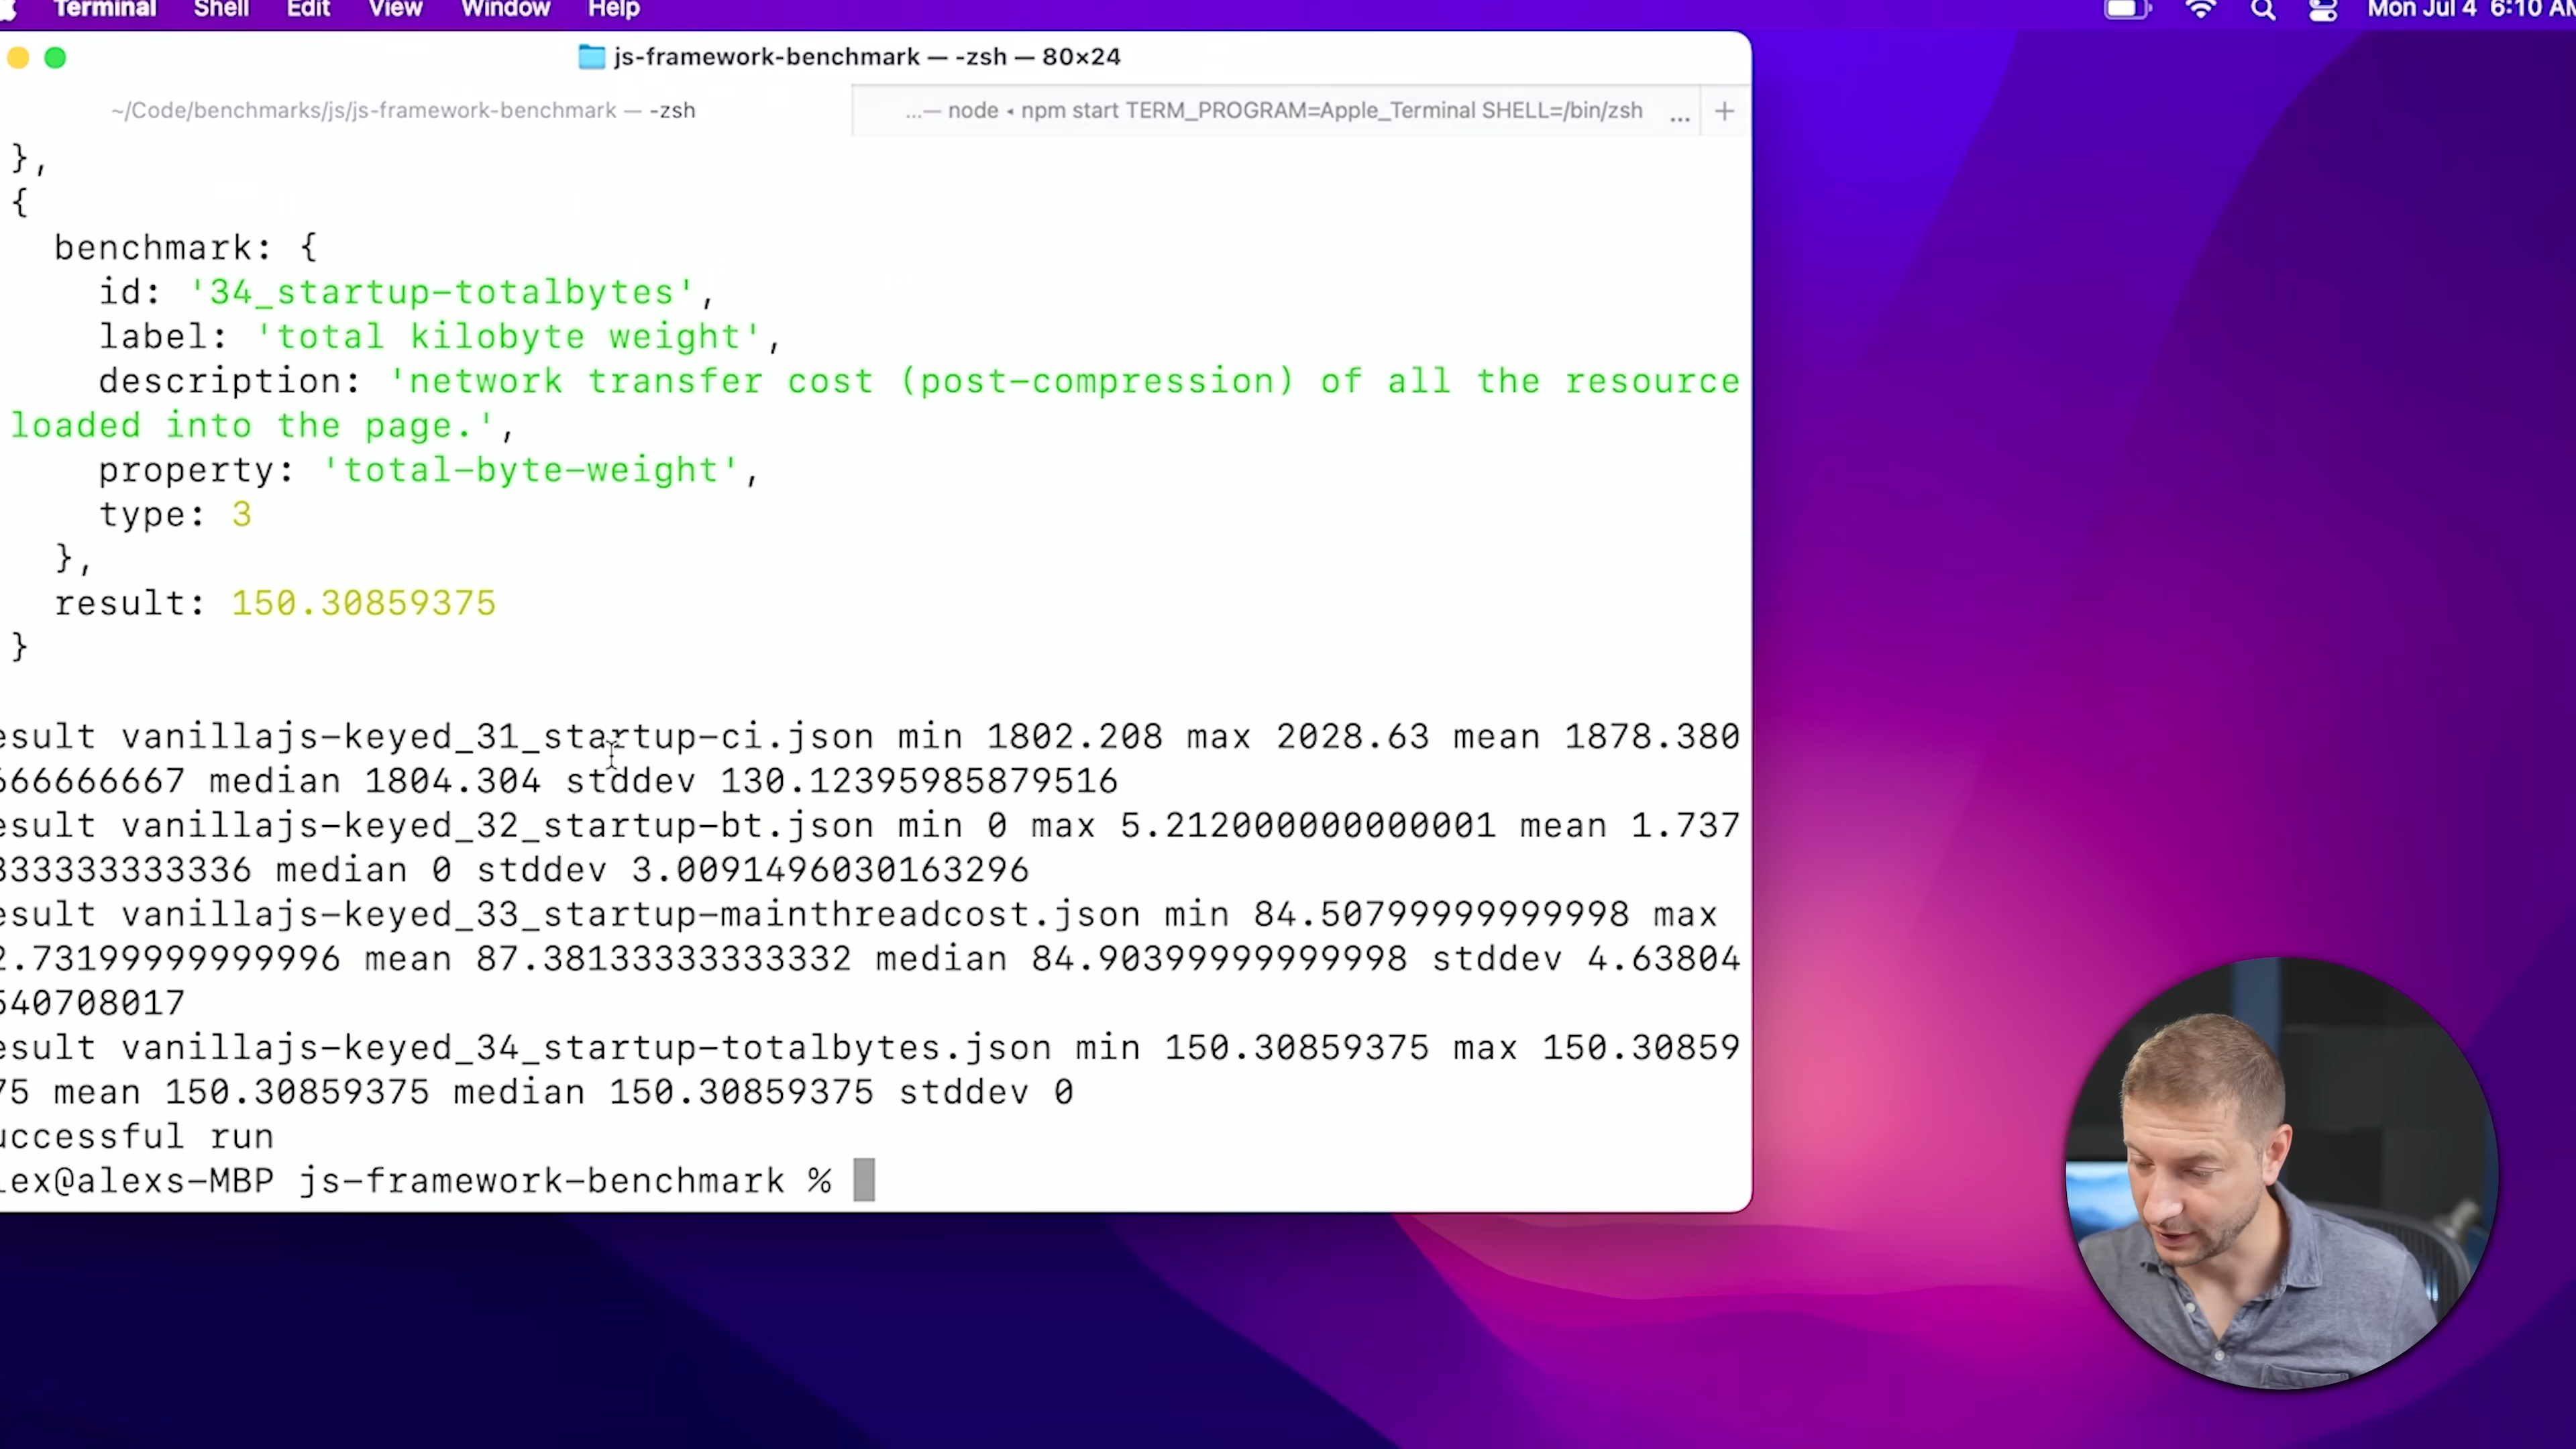 Terminal Shell Edit View Window Help Mon Jul 4 6:10 AM
js-framework-benchmark — -zsh — 80×24
~/Code/benchmarks/js/js-framework-benchmark — -zsh ...— node ◂ npm start TERM_PROGRAM=Apple_Terminal SHELL=/bin/zsh ... +
},
{
benchmark: {
id: '34_startup-totalbytes',
label: 'total kilobyte weight',
description: 'network transfer cost (post-compression) of all the resource
loaded into the page.',
property: 'total-byte-weight',
type: 3
},
result: 150.30859375
}
esult vanillajs-keyed_31_startup-ci.json min 1802.208 max 2028.63 mean 1878.380
666666667 median 1804.304 stddev 130.12395985879516
esult vanillajs-keyed_32_startup-bt.json min 0 max 5.212000000000001 mean 1.737
333333333336 median 0 stddev 3.0091496030163296
esult vanillajs-keyed_33_startup-mainthreadcost.json min 84.50799999999998 max
2.73199999999996 mean 87.38133333333332 median 84.90399999999998 stddev 4.63804
540708017
esult vanillajs-keyed_34_startup-totalbytes.json min 150.30859375 max 150.30859
75 mean 150.30859375 median 150.30859375 stddev 0
uccessful run
lex@alexs-MBP js-framework-benchmark %